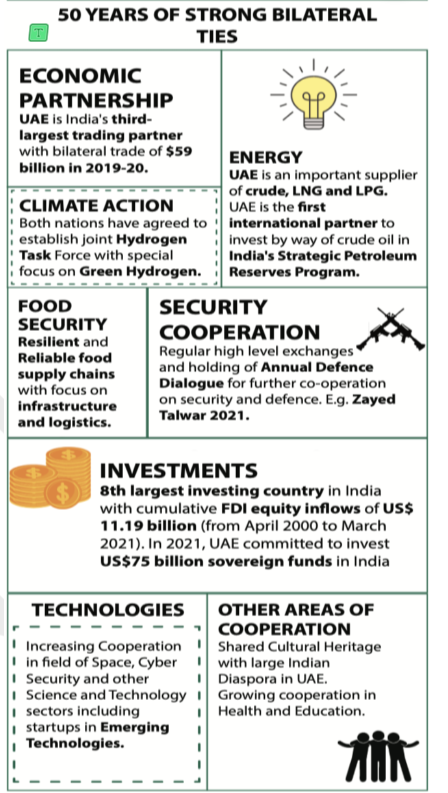 50 YEARS OF STRONG BILATERAL
TIES
T
ECONOMIC
PARTNERSHIP
UAE is India's third-
largest trading partner
with bilateral trade of $59
billion in 2019-20.
ENERGY
UAE is an important supplier
of crude, LNG and LPG.
UAE is the first
international partner to
invest by way of crude oil in
India's Strategic Petroleum
Reserves Program.
CLIMATE ACTION
Both nations have agreed to
establish joint Hydrogen
Task Force with special
focus on Green Hydrogen.
FOOD
SECURITY
Resilient and
Reliable food
supply chains
with focus on
infrastructure
and logistics.
SECURITY
COOPERATION
Regular high level exchanges
and holding of Annual Defence
Dialogue for further co-operation
on security and defence. E.g. Zayed
Talwar 2021.
INVESTMENTS
8th largest investing country in India
with cumulative FDI equity inflows of US$
11.19 billion (from April 2000 to March
2021). In 2021, UAE committed to invest
US$75 billion sovereign funds in India
TECHNOLOGIES
Increasing Cooperation
in field of Space, Cyber
Security and other
Science and Technology
sectors including
startups in Emerging
Technologies.
OTHER AREAS OF
COOPERATION
Shared Cultural Heritage
with large Indian
Diaspora in UAE.
Growing cooperation in
Health and Education.